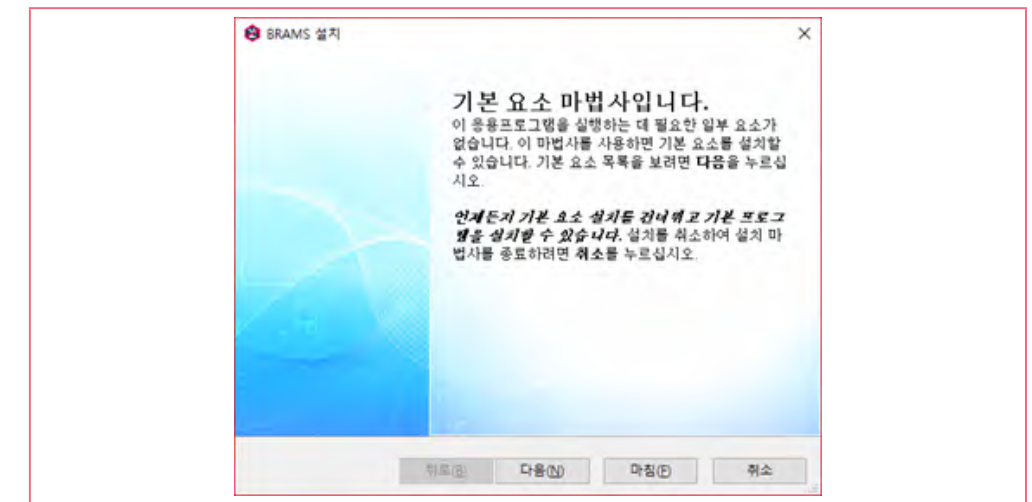 BRAMS 설치
기본 요소 마법사입니다.
이 응용프로그램을 실행하는 데 필요한 일부 요소가
없습니다. 이 마법사를 사용하면 기본 요소를 설치할
수 있습니다. 기본 요소 목록을 보려면 다음을 누르십
시오.
언제든지 기본 요소 설치를 건너뛰고 기본 프로그
램을 설치할 수 있습니다. 설치를 취소하여 설치 마
법사를 종료하려면 취소를 누르십시오.
뒤로(B) 다음(N) 마침(F) 취소